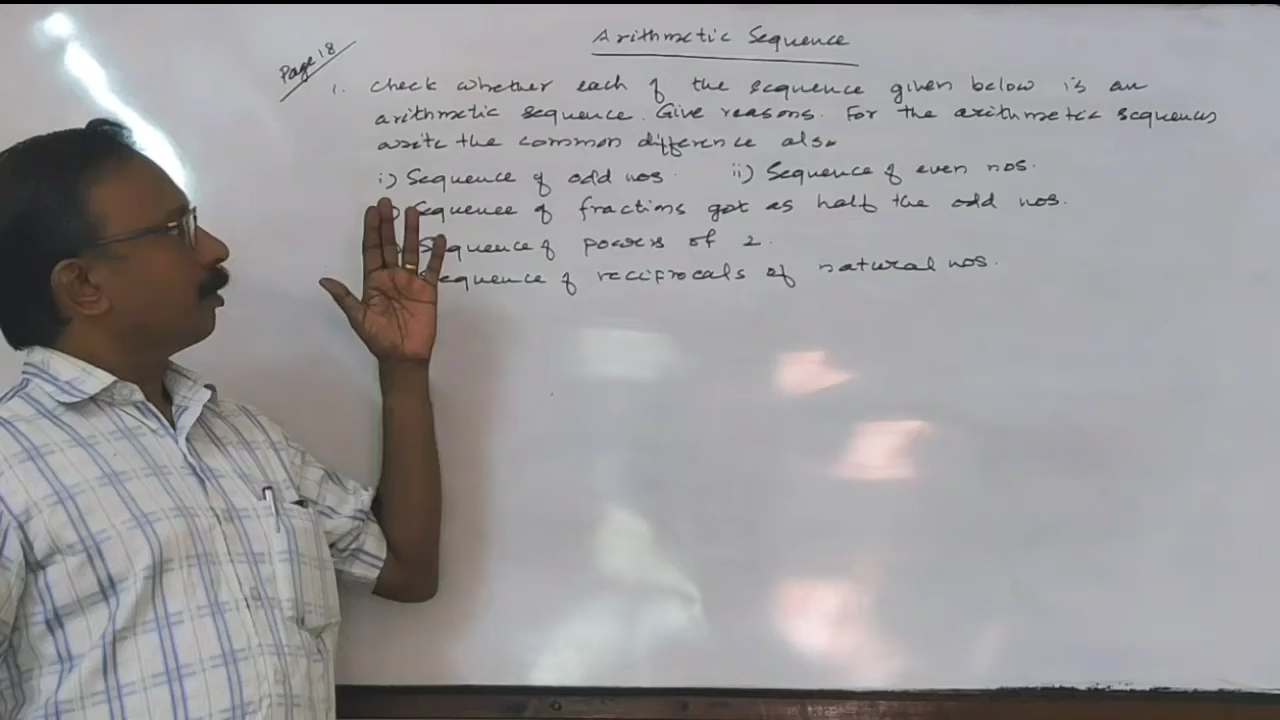 Arithmetic Sequence
Page 18
1. Check whether each of the sequence given below is an
arithmetic sequence. Give reasons. For the arithmetic sequences
write the common difference also
i) Sequence of odd nos. ii) Sequence of even nos.
) Sequence of fractions got as half the odd nos.
) Sequence of powers of 2.
Sequence of reciprocals of natural nos.